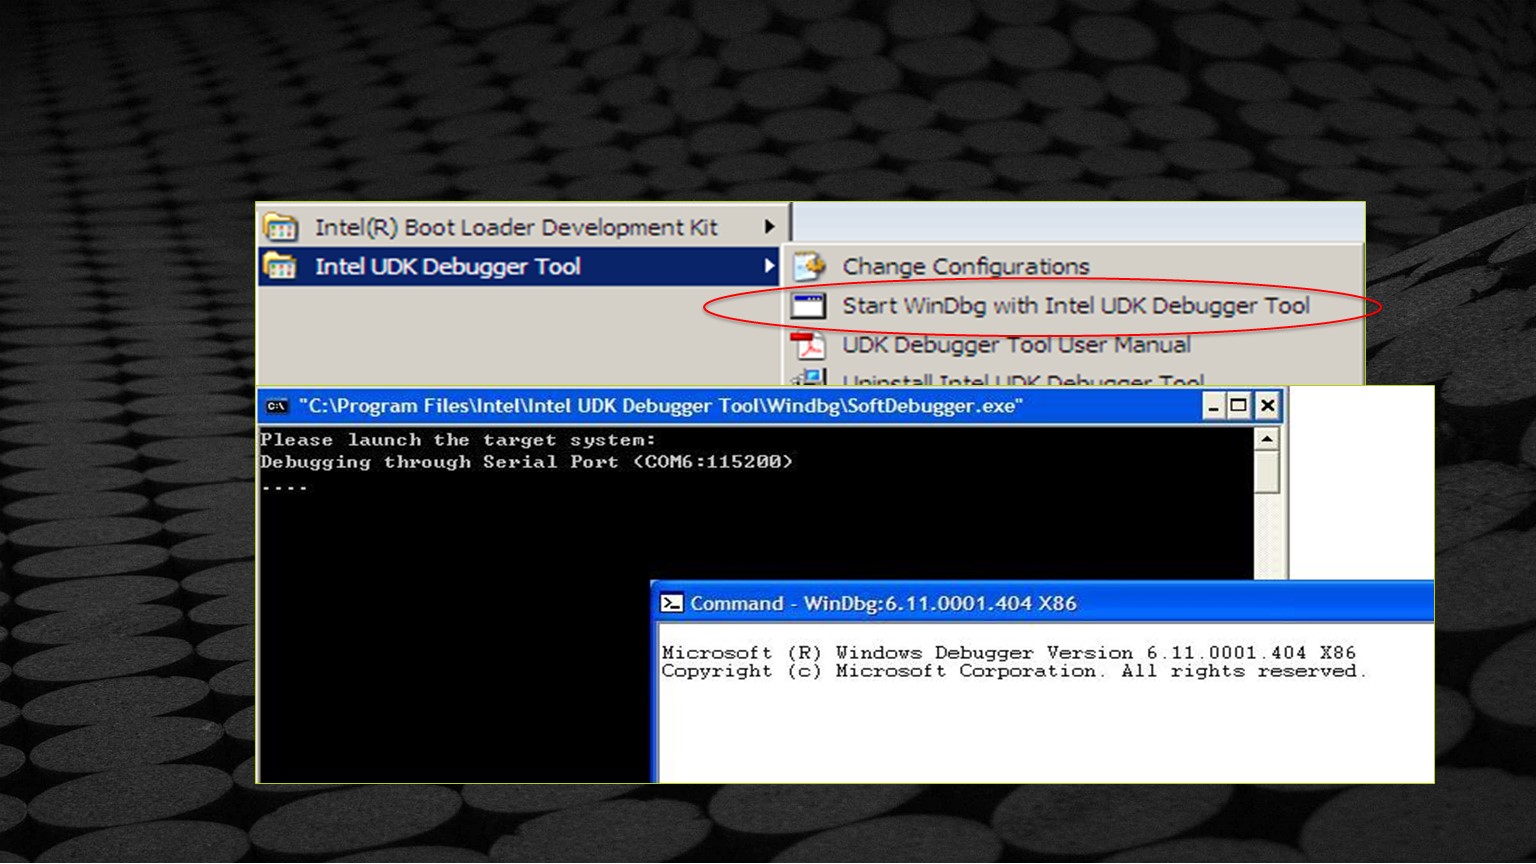 Intel(R) Boot Loader Development Kit
Intel UDK Debugger Tool
Change Configurations
Start WinDbg with Intel UDK Debugger Tool
UDK Debugger Tool User Manual
Uninstall Intel UDK Debugger Tool
C:\ "C:\Program Files\Intel\Intel UDK Debugger Tool\Windbg\SoftDebugger.exe"
Please launch the target system:
Debugging through Serial Port (COM6:115200)
----
Command - WinDbg:6.11.0001.404 X86
Microsoft (R) Windows Debugger Version 6.11.0001.404 X86
Copyright (c) Microsoft Corporation. All rights reserved.